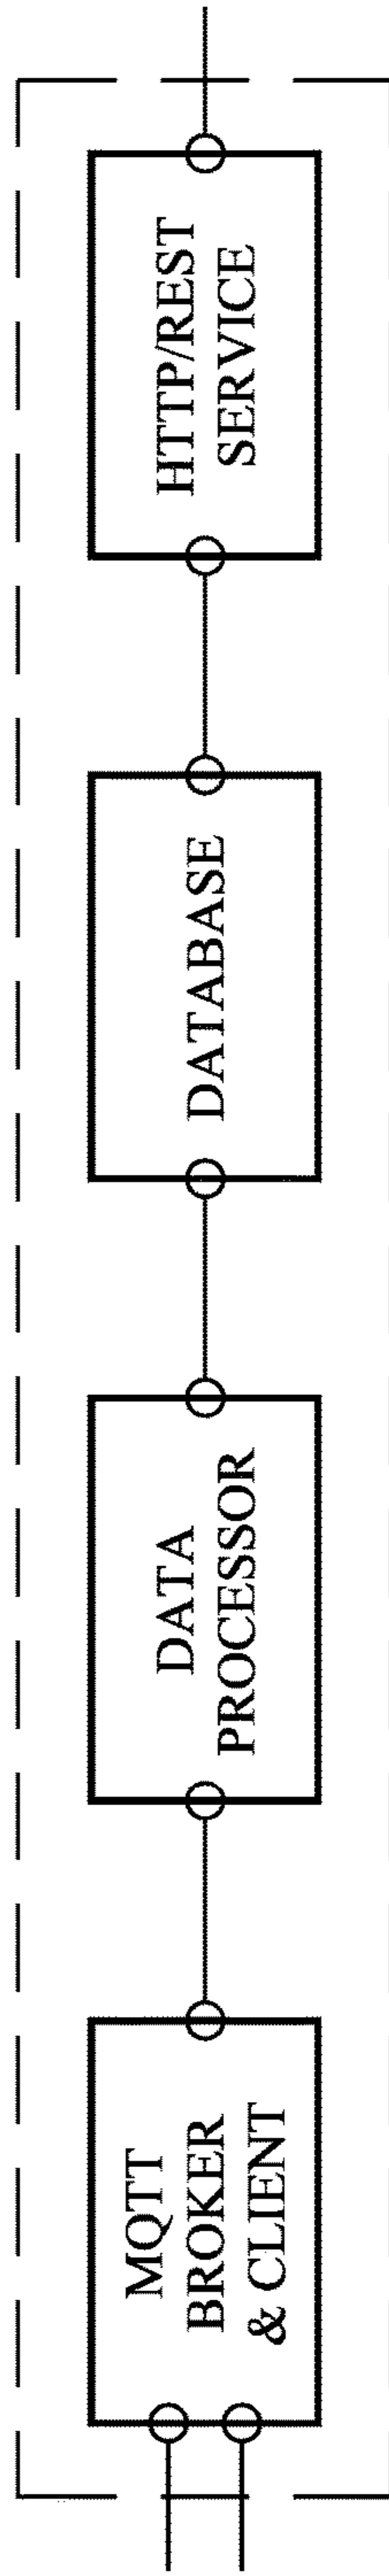 MQTT
BROKER
& CLIENT
DATA
PROCESSOR
DATABASE
HTTP/REST
SERVICE